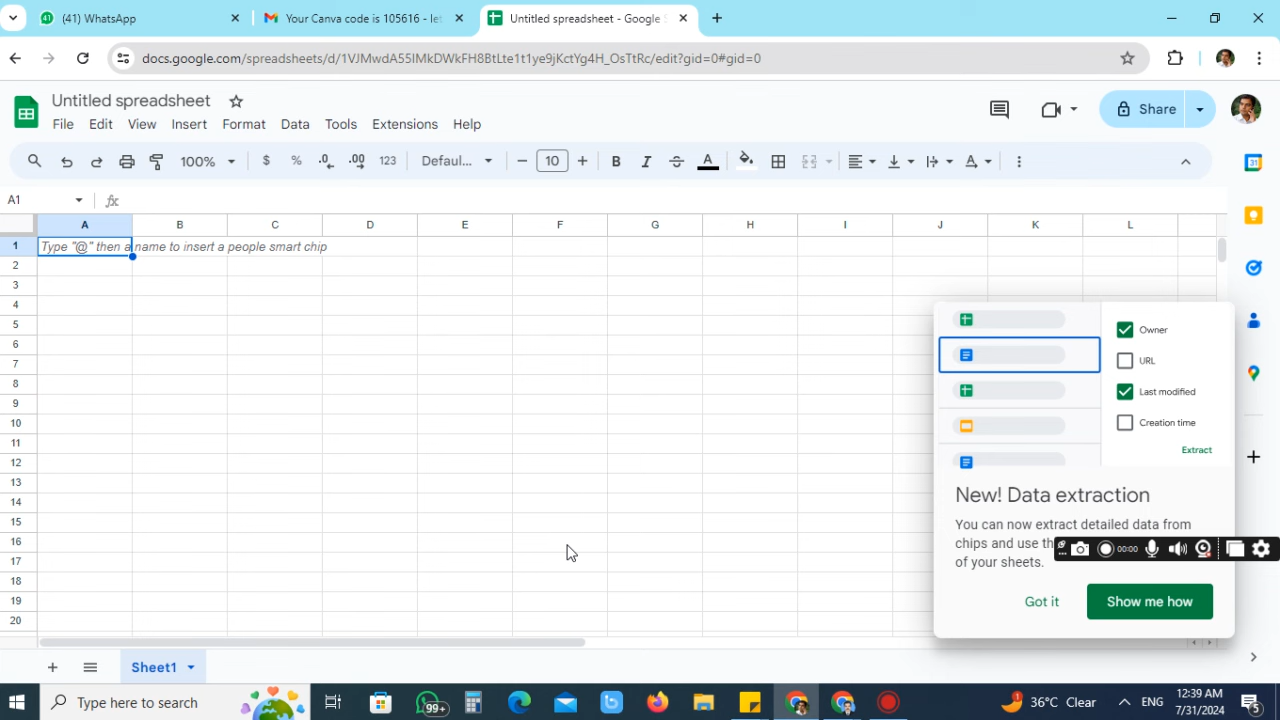 (41) WhatsApp
Your Canva code is 105616 - let
Untitled spreadsheet - Google S
docs.google.com/spreadsheets/d/1VJMwdA55IMkDWkFH8BtLte1t1ye9jKctYg4H_OsTtRc/edit?gid=0#gid=0
Untitled spreadsheet
File Edit View Insert Format Data Tools Extensions Help
Share
100% $ % .0 .00 123 Defaul... 10 B I A
A1 fx
A B C D E F G H I J K L
1 Type "@" then a name to insert a people smart chip
2
3
4
5
6
7
8
9
10
11
12
13
14
15
16
17
18
19
20
Owner
URL
Last modified
Creation time
Extract
New! Data extraction
You can now extract detailed data from
chips and use th
of your sheets.
00:00
Got it Show me how
31
Sheet1
Type here to search
99+
36°C Clear
ENG
12:39 AM
7/31/2024
5